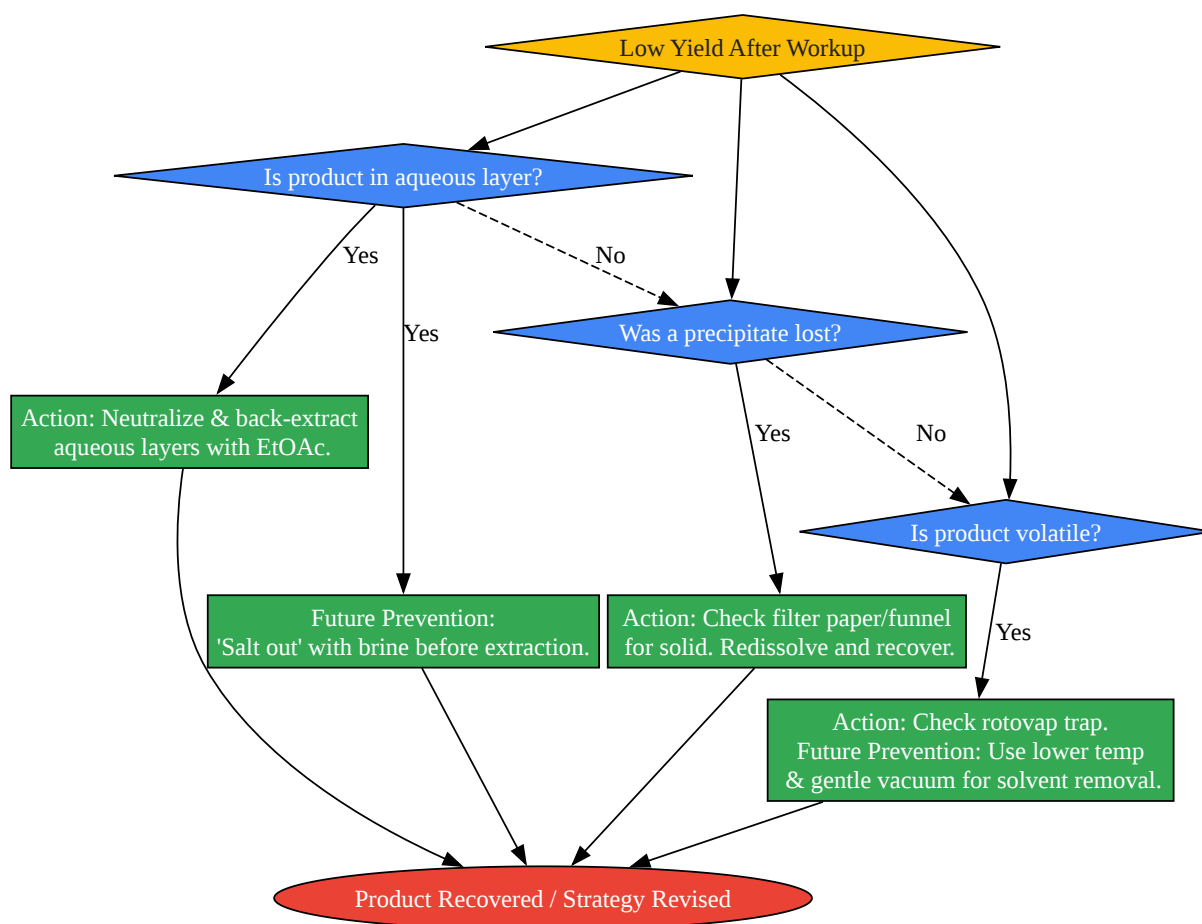 Low Yield After Workup
Is product in aqueous layer?
Yes
No
Yes
Was a precipitate lost?
Action: Neutralize & back-extract
aqueous layers with EtOAc.
Yes
No
Is product volatile?
Future Prevention:
'Salt out' with brine before extraction.
Action: Check filter paper/funnel
for solid. Redissolve and recover.
Yes
Action: Check rotovap trap.
Future Prevention: Use lower temp
& gentle vacuum for solvent removal.
Product Recovered / Strategy Revised